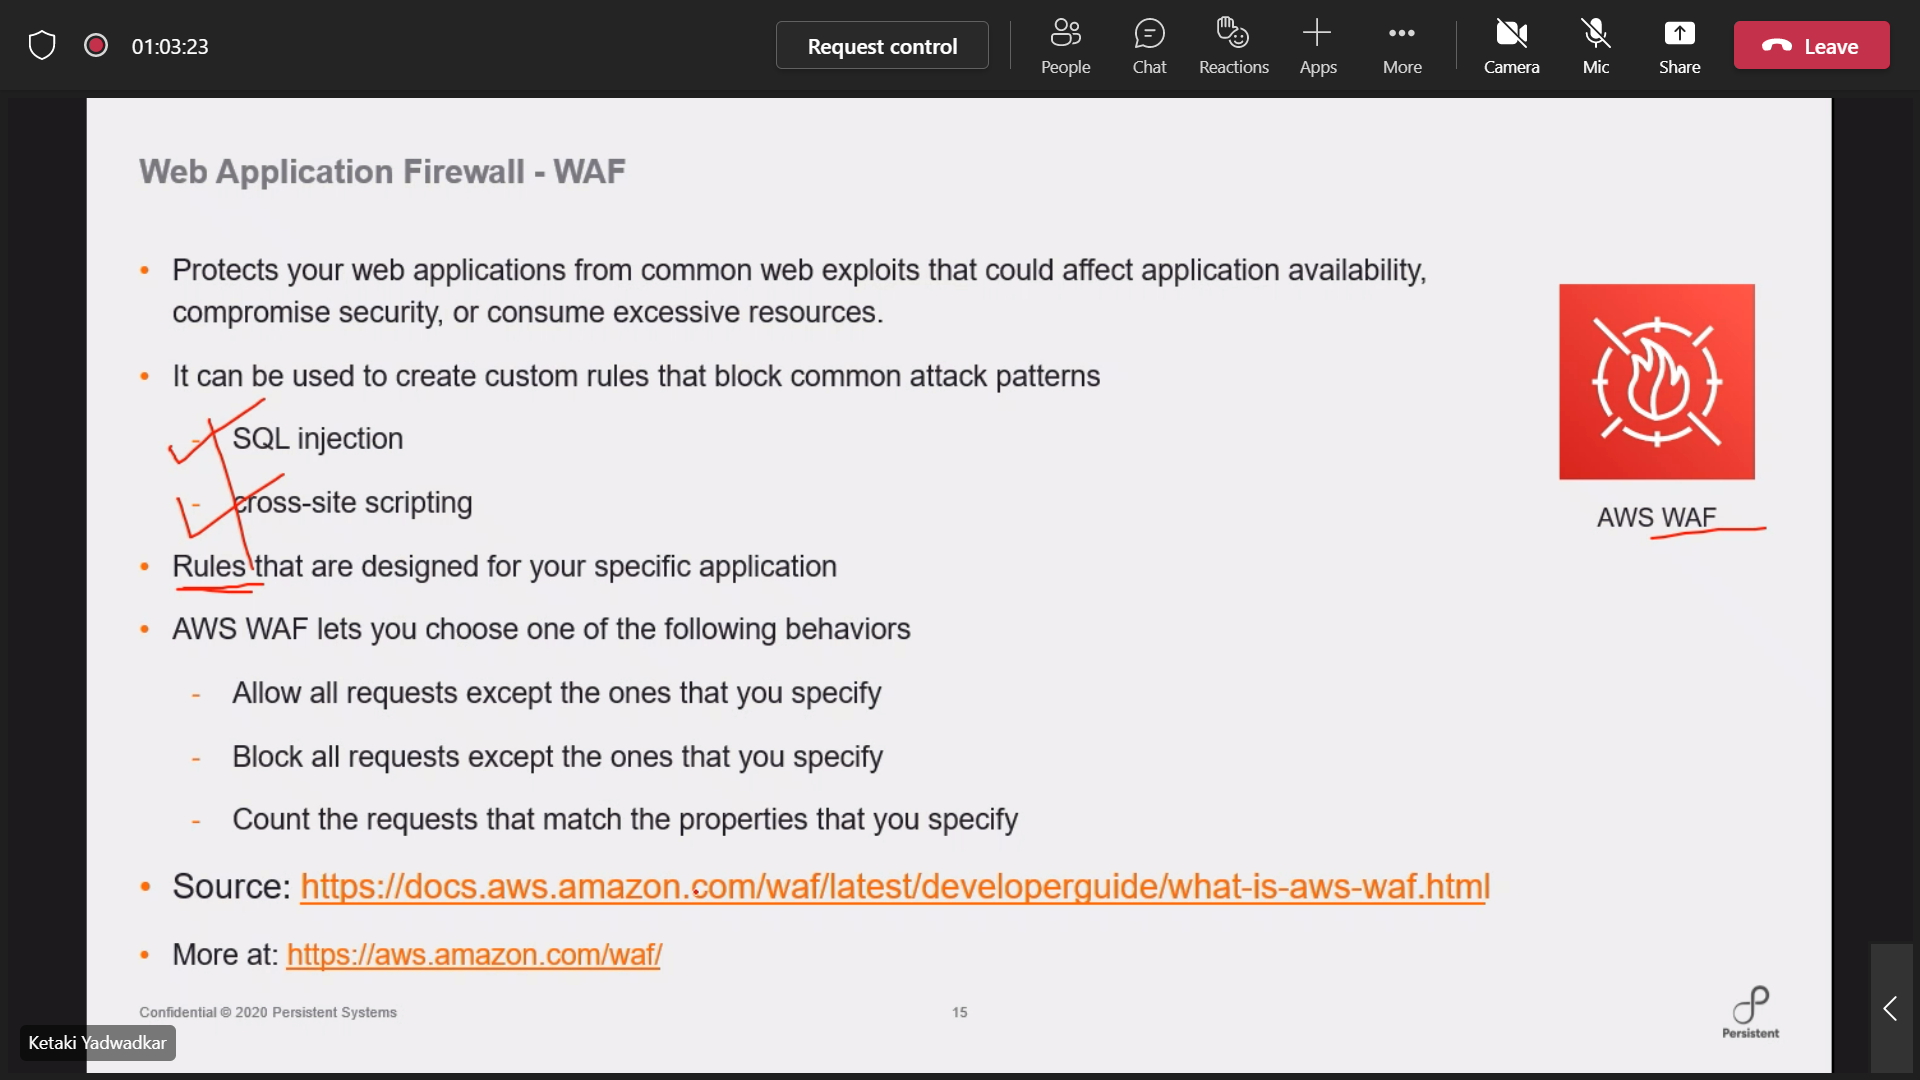 01:03:23
Request control
People
Chat
Reactions
Apps
More
Camera
Mic
Share
Leave
Web Application Firewall - WAF
• Protects your web applications from common web exploits that could affect application availability,
compromise security, or consume excessive resources.
• It can be used to create custom rules that block common attack patterns
- SQL injection
- cross-site scripting
AWS WAF
• Rules that are designed for your specific application
• AWS WAF lets you choose one of the following behaviors
- Allow all requests except the ones that you specify
- Block all requests except the ones that you specify
- Count the requests that match the properties that you specify
• Source: https://docs.aws.amazon.com/waf/latest/developerguide/what-is-aws-waf.html
• More at: https://aws.amazon.com/waf/
Confidential © 2020 Persistent Systems
15
Persistent
Ketaki Yadwadkar